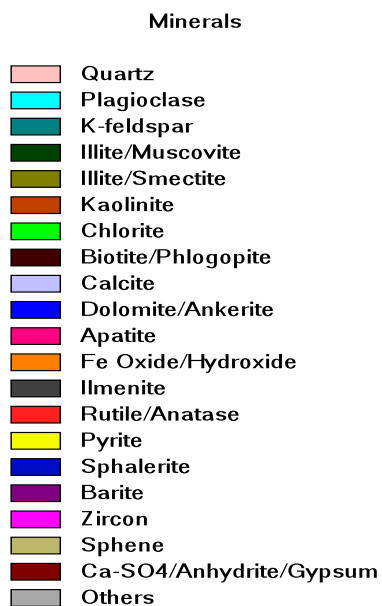 Minerals
Quartz
Plagioclase
K-feldspar
Illite/Muscovite
Illite/Smectite
Kaolinite
Chlorite
Biotite/Phlogopite
Calcite
Dolomite/Ankerite
Apatite
Fe Oxide/Hydroxide
Ilmenite
Rutile/Anatase
Pyrite
Sphalerite
Barite
Zircon
Sphene
Ca-SO4/Anhydrite/Gypsum
Others